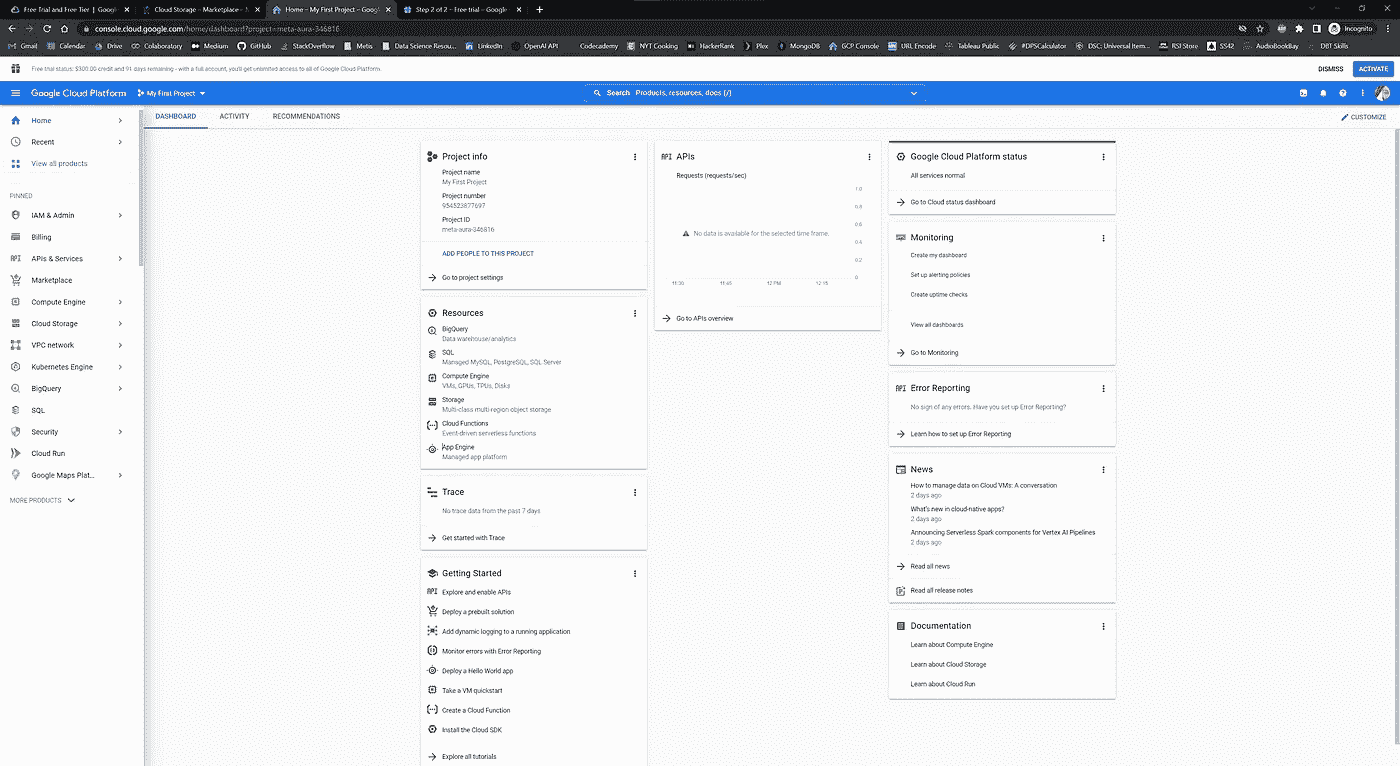 Free Trial and Free Tier | Googl
Cloud Storage – Marketplace – M
Home – My First Project – Googl
Step 2 of 2 – Free trial – Google
console.cloud.google.com/home/dashboard?project=meta-aura-346816
Incognito
Gmail
Calendar
Drive
Colaboratory
Medium
GitHub
StackOverflow
Metis
Data Science Resou...
LinkedIn
OpenAI API
Codecademy
NYT Cooking
HackerRank
Plex
MongoDB
GCP Console
URL Encode
Tableau Public
#DPSCalculator
DSC: Universal Item...
RSJ Store
SS42
AudioBookBay
DBT Skills
Free trial status: $300.00 credit and 91 days remaining - with a full account, you'll get unlimited access to all of Google Cloud Platform.
DISMISS
ACTIVATE
Google Cloud Platform
My First Project
Search Products, resources, docs (/)
DASHBOARD
ACTIVITY
RECOMMENDATIONS
CUSTOMIZE
Home
Recent
View all products
PINNED
IAM & Admin
Billing
APIs & Services
Marketplace
Compute Engine
Cloud Storage
VPC network
Kubernetes Engine
BigQuery
SQL
Security
Cloud Run
Google Maps Plat...
MORE PRODUCTS
Project info
Project name
My First Project
Project number
954523877697
Project ID
meta-aura-346816
ADD PEOPLE TO THIS PROJECT
Go to project settings
Resources
BigQuery
Data warehouse/analytics
SQL
Managed MySQL, PostgreSQL, SQL Server
Compute Engine
VMs, GPUs, TPUs, Disks
Storage
Multi-class multi-region object storage
Cloud Functions
Event-driven serverless functions
App Engine
Managed app platform
Trace
No trace data from the past 7 days
Get started with Trace
Getting Started
API Explore and enable APIs
Deploy a prebuilt solution
Add dynamic logging to a running application
Monitor errors with Error Reporting
Deploy a Hello World app
Take a VM quickstart
Create a Cloud Function
Install the Cloud SDK
Explore all tutorials
API APIs
Requests (requests/sec)
1.0
0.8
0.6
0.4
0.2
0
No data is available for the selected time frame.
11:30
11:45
12 PM
12:15
Go to APIs overview
Google Cloud Platform status
All services normal
Go to Cloud status dashboard
Monitoring
Create my dashboard
Set up alerting policies
Create uptime checks
View all dashboards
Go to Monitoring
Error Reporting
No sign of any errors. Have you set up Error Reporting?
Learn how to set up Error Reporting
News
How to manage data on Cloud VMs: A conversation
2 days ago
What's new in cloud-native apps?
2 days ago
Announcing Serverless Spark components for Vertex AI Pipelines
2 days ago
Read all news
Read all release notes
Documentation
Learn about Compute Engine
Learn about Cloud Storage
Learn about Cloud Run